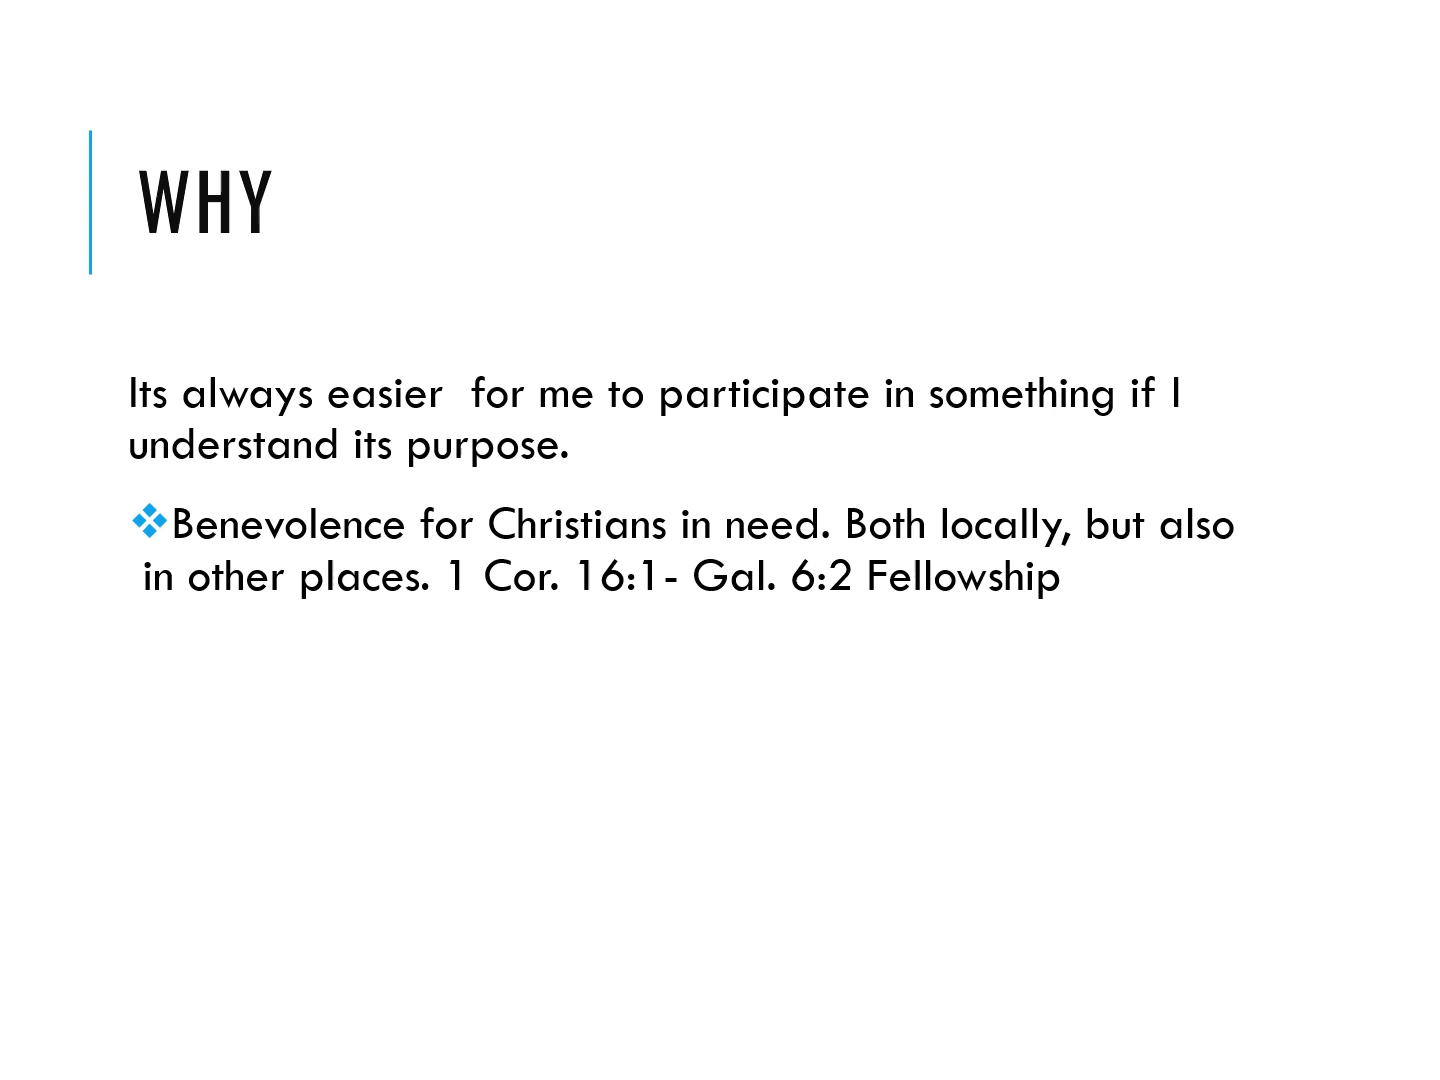 WHY
Its always easier  for me to participate in something if I
understand its purpose.
❖Benevolence for Christians in need. Both locally, but also
in other places. 1 Cor. 16:1- Gal. 6:2 Fellowship